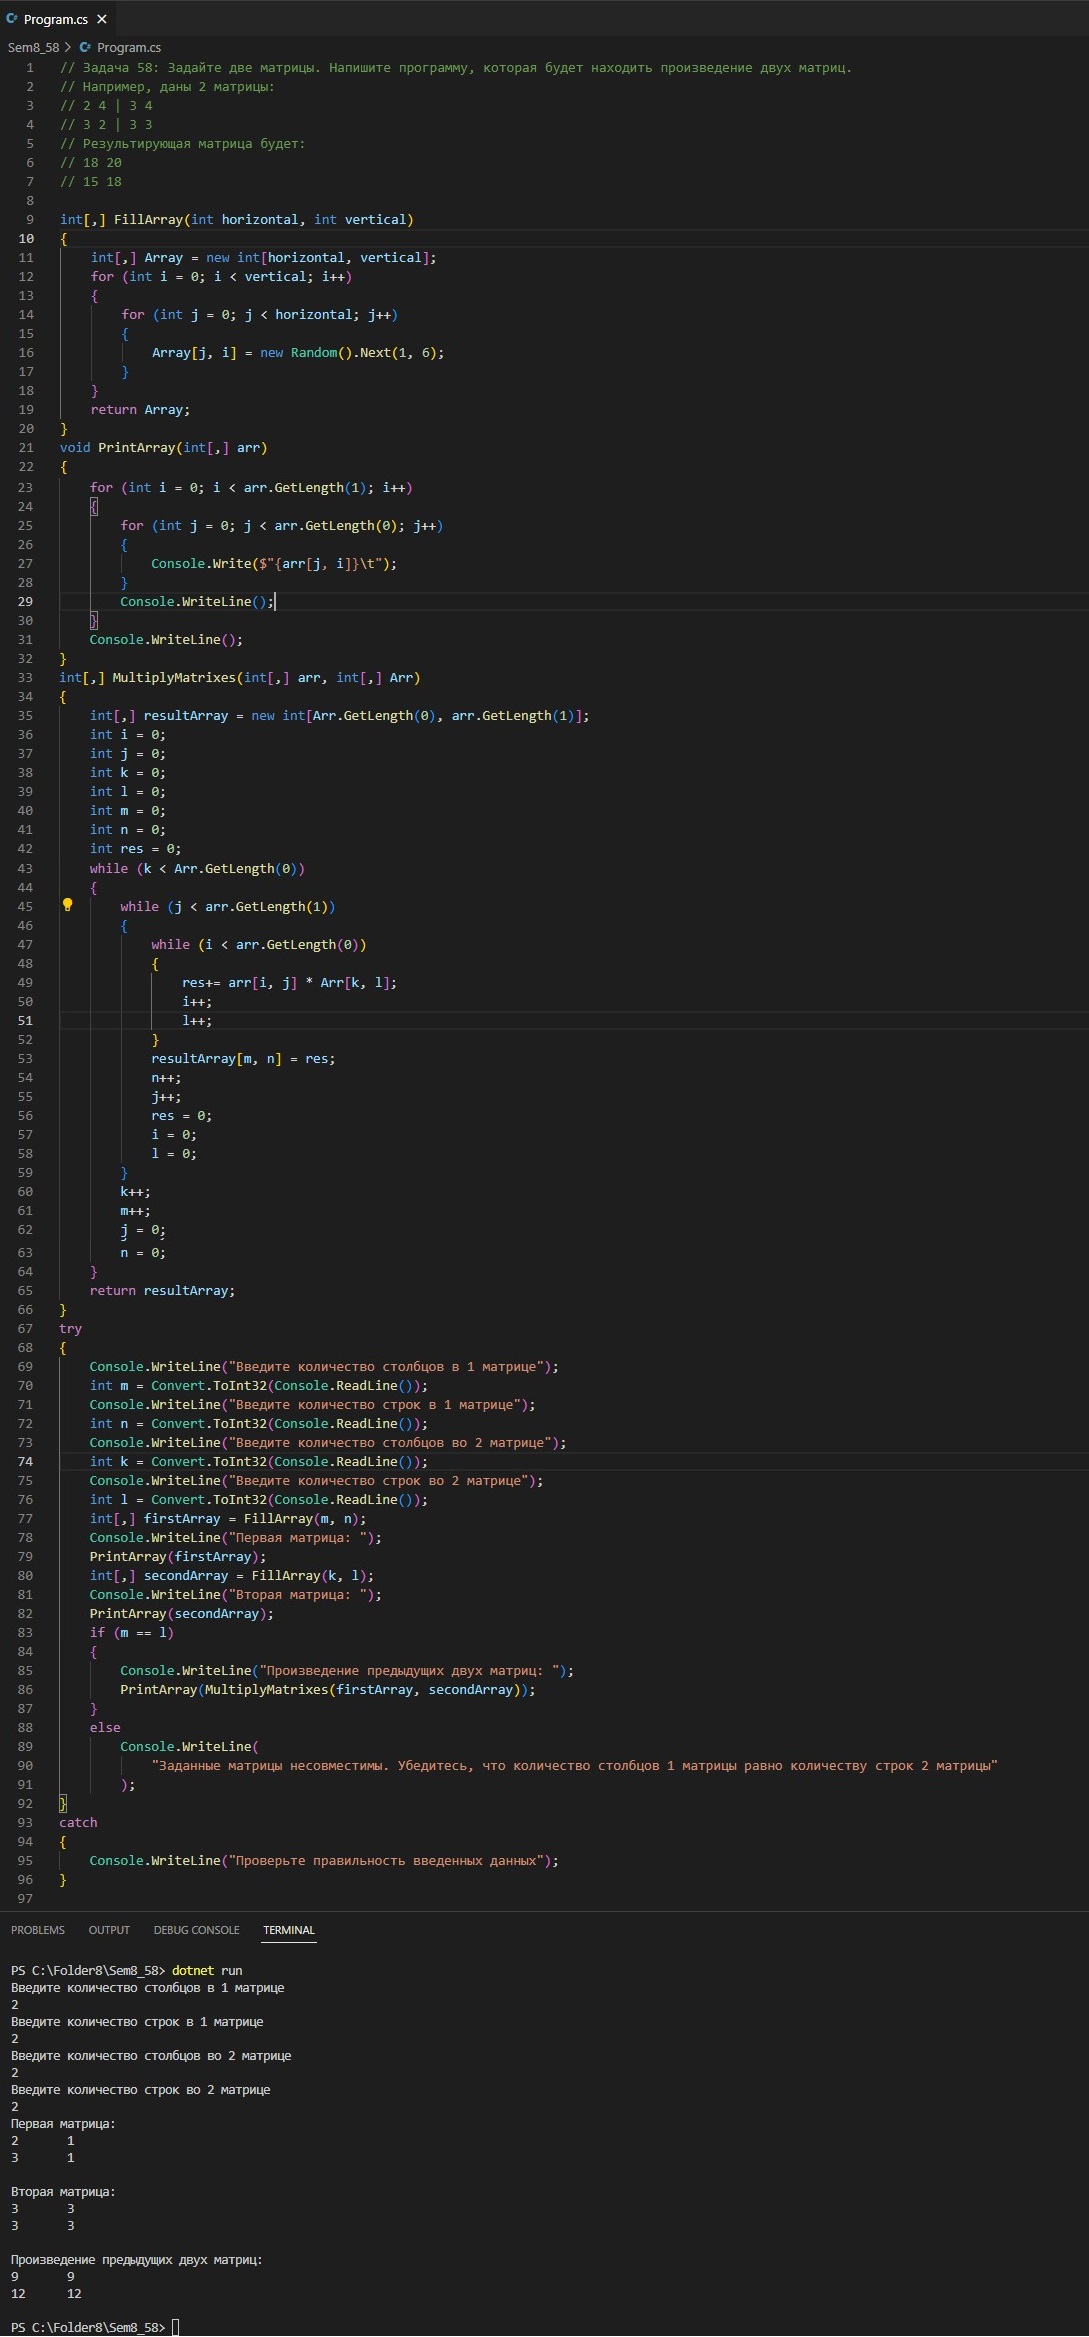 Program.cs
Sem8_58 > Program.cs
1 // Задача 58: Задайте две матрицы. Напишите программу, которая будет находить произведение двух матриц.
2 // Например, даны 2 матрицы:
3 // 2 4 | 3 4
4 // 3 2 | 3 3
5 // Результирующая матрица будет:
6 // 18 20
7 // 15 18
8
9 int[,] FillArray(int horizontal, int vertical)
10 {
11     int[,] Array = new int[horizontal, vertical];
12     for (int i = 0; i < vertical; i++)
13     {
14         for (int j = 0; j < horizontal; j++)
15         {
16             Array[j, i] = new Random().Next(1, 6);
17         }
18     }
19     return Array;
20 }
21 void PrintArray(int[,] arr)
22 {
23     for (int i = 0; i < arr.GetLength(1); i++)
24     {
25         for (int j = 0; j < arr.GetLength(0); j++)
26         {
27             Console.Write($"{arr[j, i]}\t");
28         }
29         Console.WriteLine();
30     }
31     Console.WriteLine();
32 }
33 int[,] MultiplyMatrixes(int[,] arr, int[,] Arr)
34 {
35     int[,] resultArray = new int[Arr.GetLength(0), arr.GetLength(1)];
36     int i = 0;
37     int j = 0;
38     int k = 0;
39     int l = 0;
40     int m = 0;
41     int n = 0;
42     int res = 0;
43     while (k < Arr.GetLength(0))
44     {
45         while (j < arr.GetLength(1))
46         {
47             while (i < arr.GetLength(0))
48             {
49                 res+= arr[i, j] * Arr[k, l];
50                 i++;
51                 l++;
52             }
53             resultArray[m, n] = res;
54             n++;
55             j++;
56             res = 0;
57             i = 0;
58             l = 0;
59         }
60         k++;
61         m++;
62         j = 0;
63         n = 0;
64     }
65     return resultArray;
66 }
67 try
68 {
69     Console.WriteLine("Введите количество столбцов в 1 матрице");
70     int m = Convert.ToInt32(Console.ReadLine());
71     Console.WriteLine("Введите количество строк в 1 матрице");
72     int n = Convert.ToInt32(Console.ReadLine());
73     Console.WriteLine("Введите количество столбцов во 2 матрице");
74     int k = Convert.ToInt32(Console.ReadLine());
75     Console.WriteLine("Введите количество строк во 2 матрице");
76     int l = Convert.ToInt32(Console.ReadLine());
77     int[,] firstArray = FillArray(m, n);
78     Console.WriteLine("Первая матрица: ");
79     PrintArray(firstArray);
80     int[,] secondArray = FillArray(k, l);
81     Console.WriteLine("Вторая матрица: ");
82     PrintArray(secondArray);
83     if (m == l)
84     {
85         Console.WriteLine("Произведение предыдущих двух матриц: ");
86         PrintArray(MultiplyMatrixes(firstArray, secondArray));
87     }
88     else
89         Console.WriteLine(
90             "Заданные матрицы несовместимы. Убедитесь, что количество столбцов 1 матрицы равно количеству строк 2 матрицы"
91         );
92 }
93 catch
94 {
95     Console.WriteLine("Проверьте правильность введенных данных");
96 }
97
PROBLEMS OUTPUT DEBUG CONSOLE TERMINAL
PS C:\Folder8\Sem8_58> dotnet run
Введите количество столбцов в 1 матрице
2
Введите количество строк в 1 матрице
2
Введите количество столбцов во 2 матрице
2
Введите количество строк во 2 матрице
2
Первая матрица:
2 1
3 1
Вторая матрица:
3 3
3 3
Произведение предыдущих двух матриц:
9 9
12 12
PS C:\Folder8\Sem8_58>